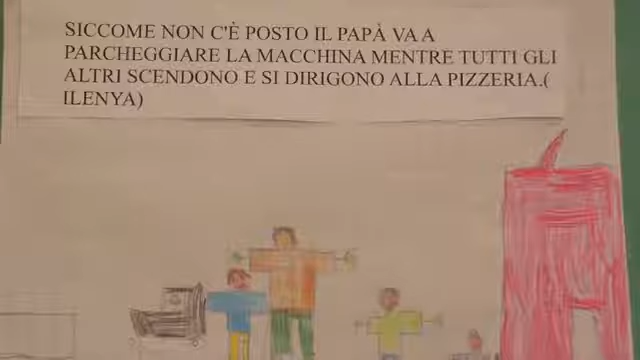 SICCOME NON C'È POSTO IL PAPÀ VA A
PARCHEGGIARE LA MACCHINA MENTRE TUTTI GLI
ALTRI SCENDONO E SI DIRIGONO ALLA PIZZERIA.(
ILENYA)